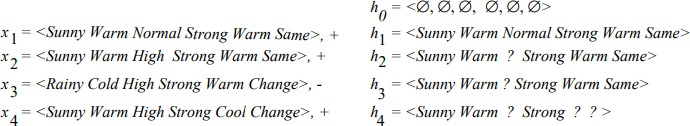 h0 = <∅, ∅, ∅, ∅, ∅, ∅>
x1 = <Sunny Warm Normal Strong Warm Same>, +
h1 = <Sunny Warm Normal Strong Warm Same>
x2 = <Sunny Warm High Strong Warm Same>, +
h2 = <Sunny Warm ? Strong Warm Same>
x3 = <Rainy Cold High Strong Warm Change>, -
h3 = <Sunny Warm ? Strong Warm Same>
x4 = <Sunny Warm High Strong Cool Change>, +
h4 = <Sunny Warm ? Strong ? ? >